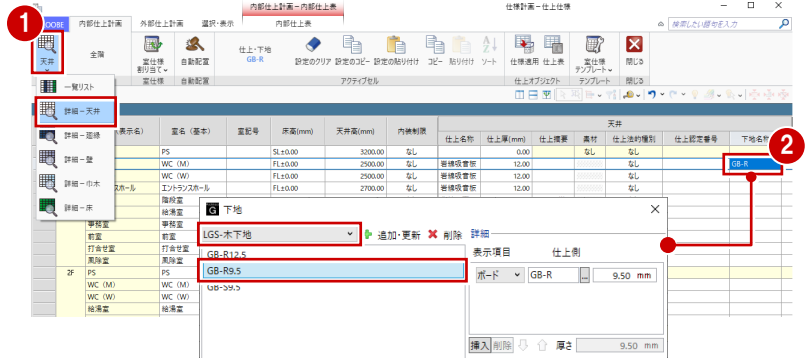 内部仕上計画－内部仕上表
仕様計画－仕上仕様
内部仕上計画 外部仕上計画 選択･表示 内部仕上表
検索したい語句を入力
1
天井
全階
室仕様割り当て
自動配置
仕上･下地
GB-R
設定のクリア 設定のコピー 設定の貼り付け コピー 貼り付け ソート
仕様適用 仕上表
室仕様テンプレート
閉じる
室仕様 自動配置 アクティブセル 仕上オブジェクト テンプレート 閉じる
一覧リスト
詳細－天井
詳細－廻縁
詳細－壁
詳細－巾木
詳細－床
天井
(表示名) 室名（基本） 室記号 床高(mm) 天井高(mm) 内装制限 仕上名称 仕上厚(mm) 仕上摘要 素材 仕上法的種別 仕上認定番号 下地名称
PS SL±0.00 3200.00 なし 0.00 なし なし
WC（M） FL±0.00 2500.00 なし 岩綿吸音板 12.00 なし GB-R
WC（W） FL±0.00 2500.00 なし 岩綿吸音板 12.00 なし
エントランスホール FL±0.00 2700.00 なし 岩綿吸音板 12.00 なし
階段室
給湯室
事務室 事務室
前室 前室
打合せ室 打合せ室
風除室 風除室
2F PS PS
WC（M） WC（M）
WC（W） WC（W）
給湯室 給湯室
2
下地
LGS-木下地
追加･更新 削除
GB-R12.5
GB-R9.5
GB-S9.5
詳細
表示項目 仕上側
ボード GB-R ... 9.50 mm
挿入 削除 厚さ 9.50 mm